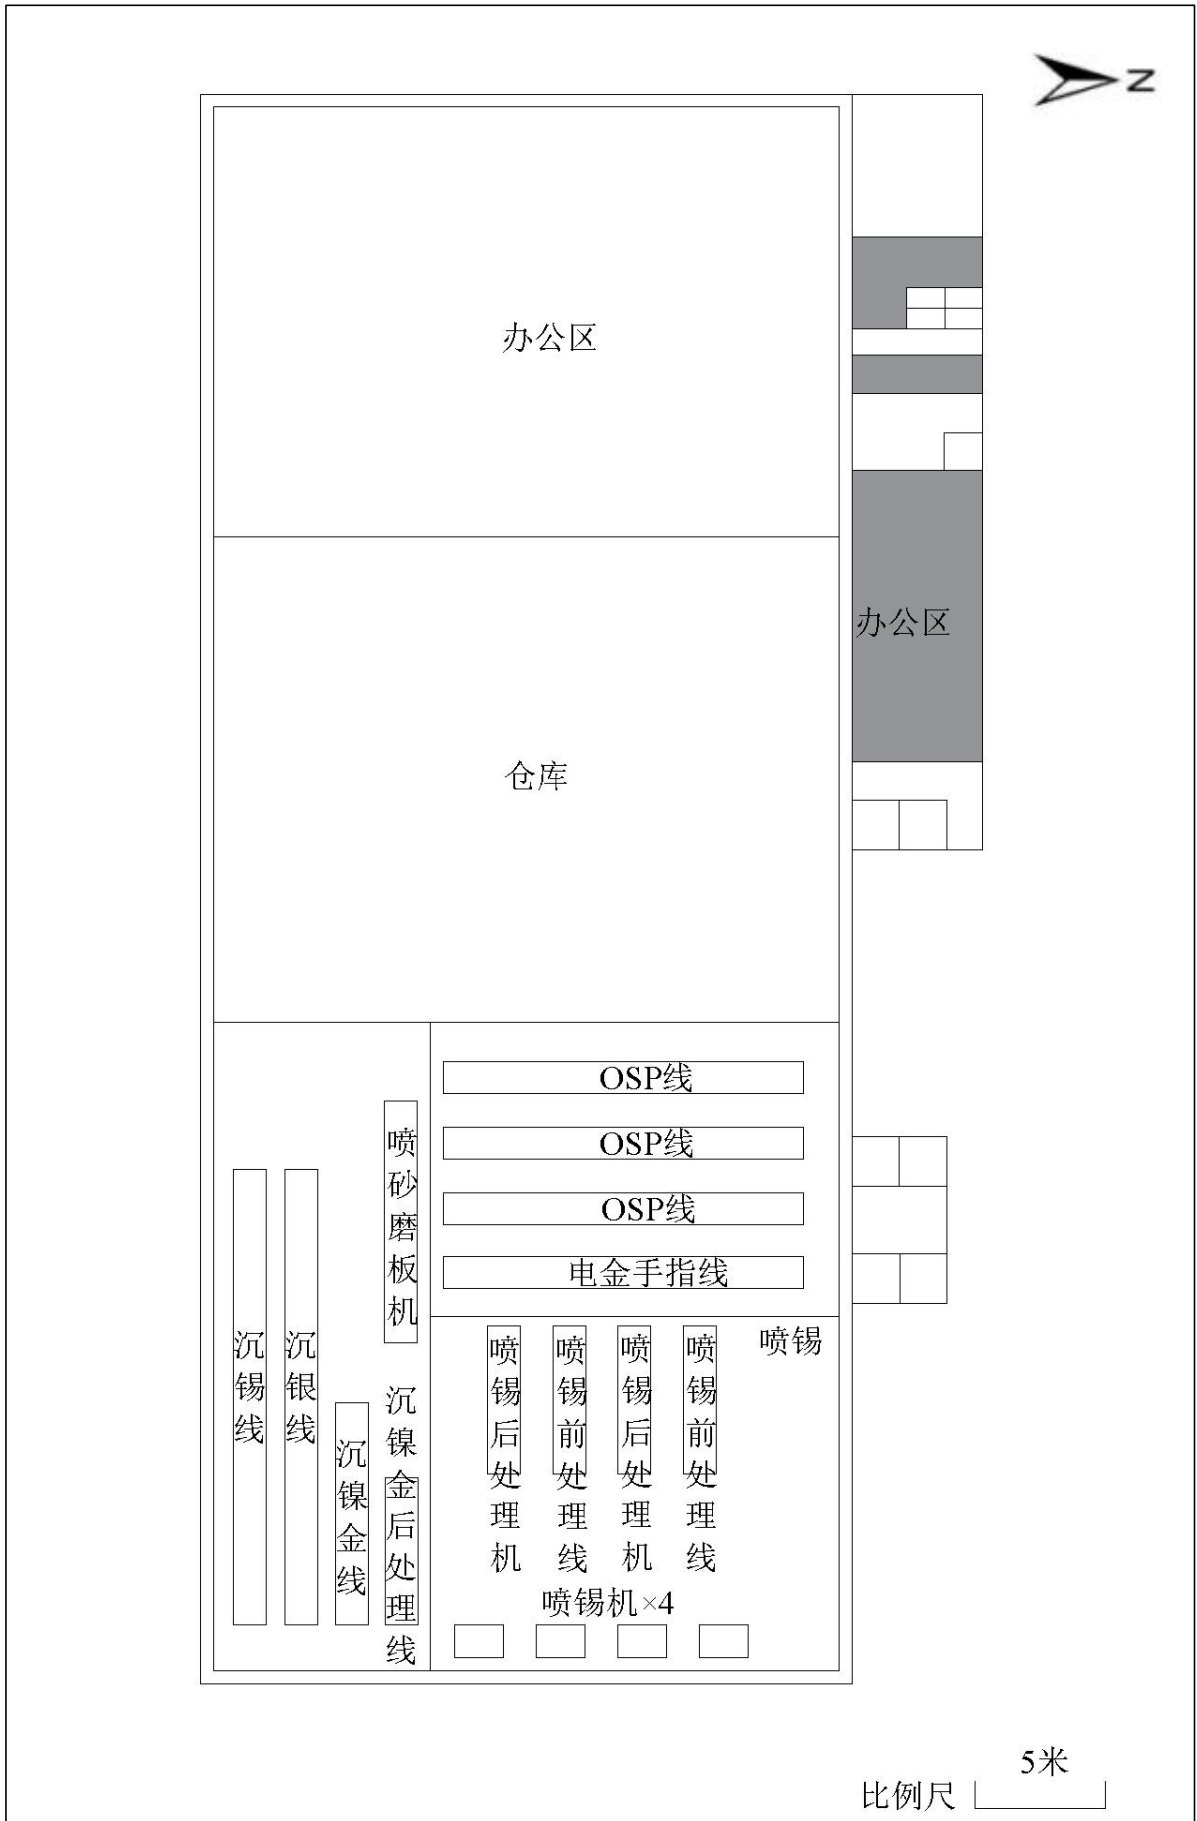 N
办公区
办公区
仓库
OSP线
OSP线
OSP线
电金手指线
喷砂磨板机
沉锡线
沉银线
沉镍金线
沉镍金后处理线
喷锡
喷锡后处理机
喷锡前处理线
喷锡后处理机
喷锡前处理线
喷锡机×4
5米
比例尺